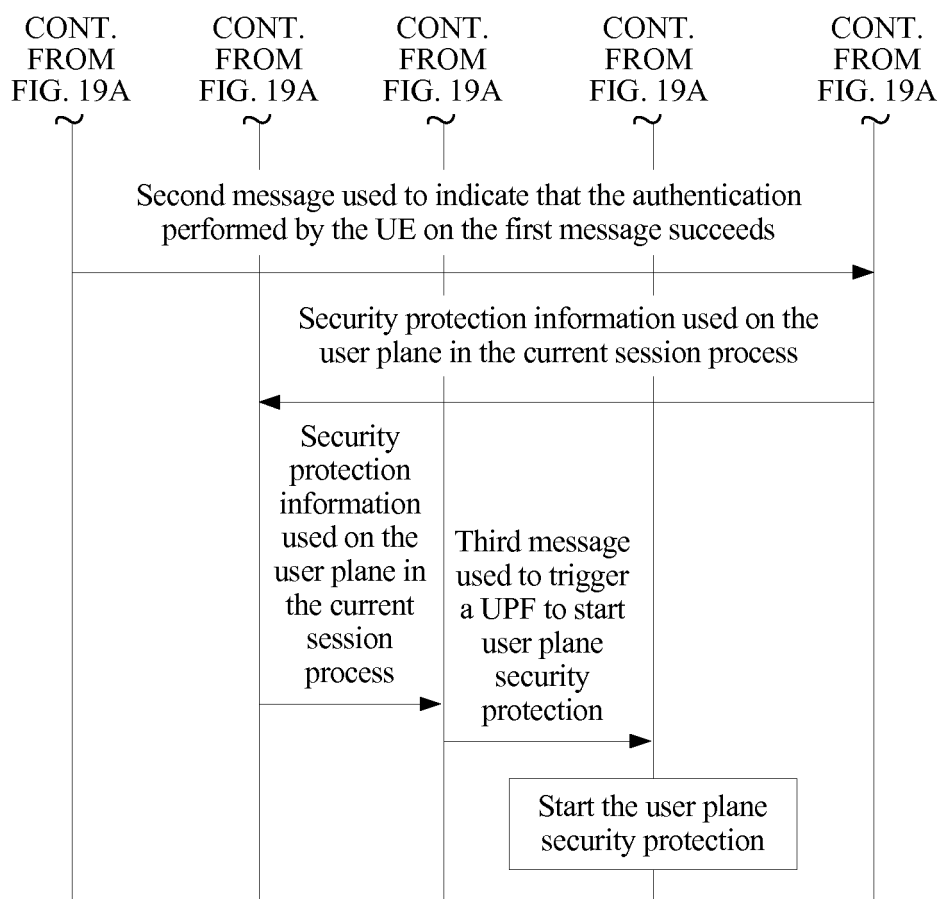 CONT. FROM FIG. 19A
CONT. FROM FIG. 19A
CONT. FROM FIG. 19A
CONT. FROM FIG. 19A
CONT. FROM FIG. 19A
Second message used to indicate that the authentication
performed by the UE on the first message succeeds
Security protection information used on the
user plane in the current session process
Security
protection
information
used on the
user plane in
the current
session
process
Third message
used to trigger
a UPF to start
user plane
security
protection
Start the user plane
security protection